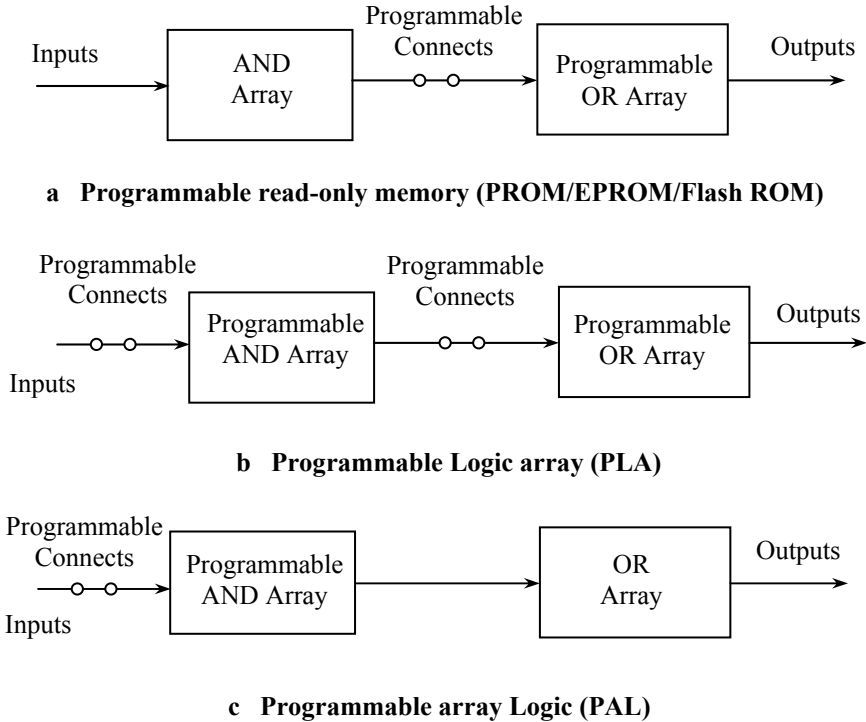 Programmable
Connects
Inputs
AND
Array
Programmable
OR Array
Outputs
a Programmable read-only memory (PROM/EPROM/Flash ROM)
Programmable
Connects
Programmable
Connects
Inputs
Programmable
AND Array
Programmable
OR Array
Outputs
b Programmable Logic array (PLA)
Programmable
Connects
Inputs
Programmable
AND Array
OR
Array
Outputs
c Programmable array Logic (PAL)